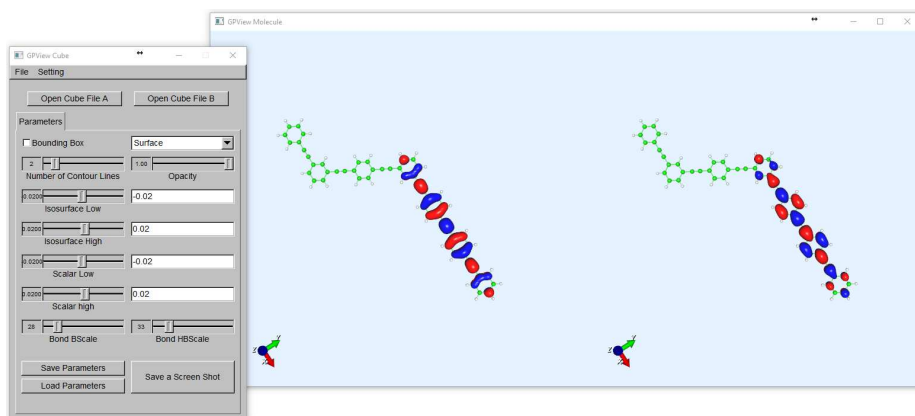 GPView Molecule
GPView Cube
File Setting
Open Cube File A Open Cube File B
Parameters
Bounding Box Surface
2 1.00
Number of Contour Lines Opacity
0.0200 -0.02
Isosurface Low
0.0200 0.02
Isosurface High
0.0200 -0.02
Scalar Low
0.0200 0.02
Scalar high
28 33
Bond BScale Bond HBScale
Save Parameters
Save a Screen Shot
Load Parameters